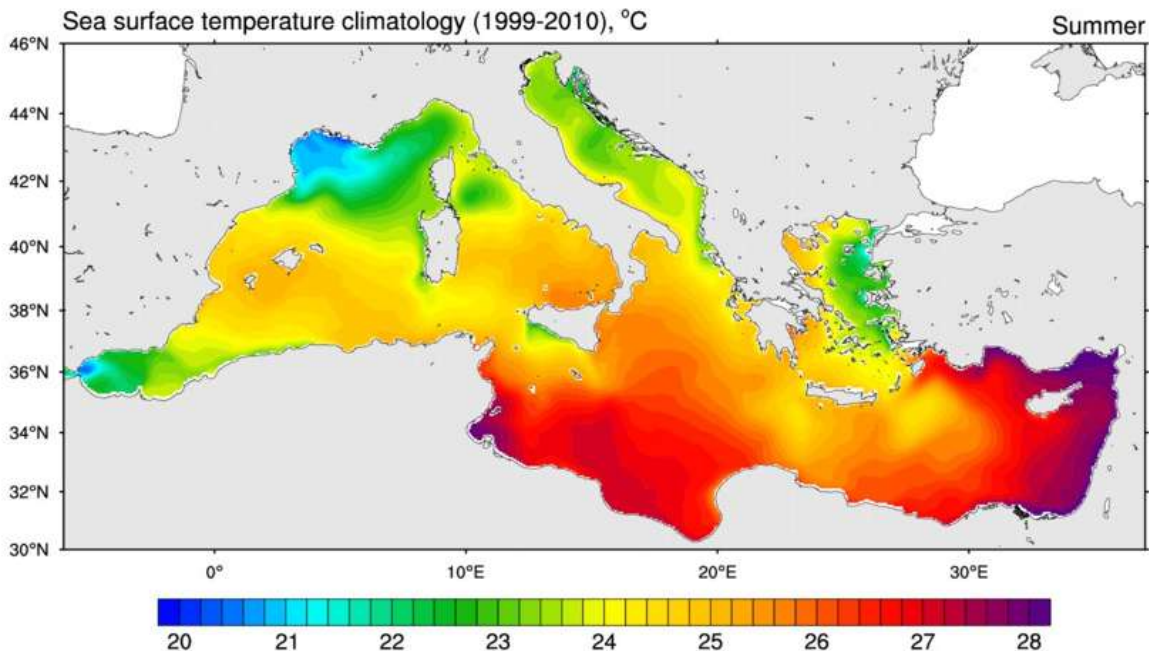 Sea surface temperature climatology (1999-2010), °C Summer
46°N
44°N
42°N
40°N
38°N
36°N
34°N
32°N
30°N
0° 10°E 20°E 30°E
20 21 22 23 24 25 26 27 28